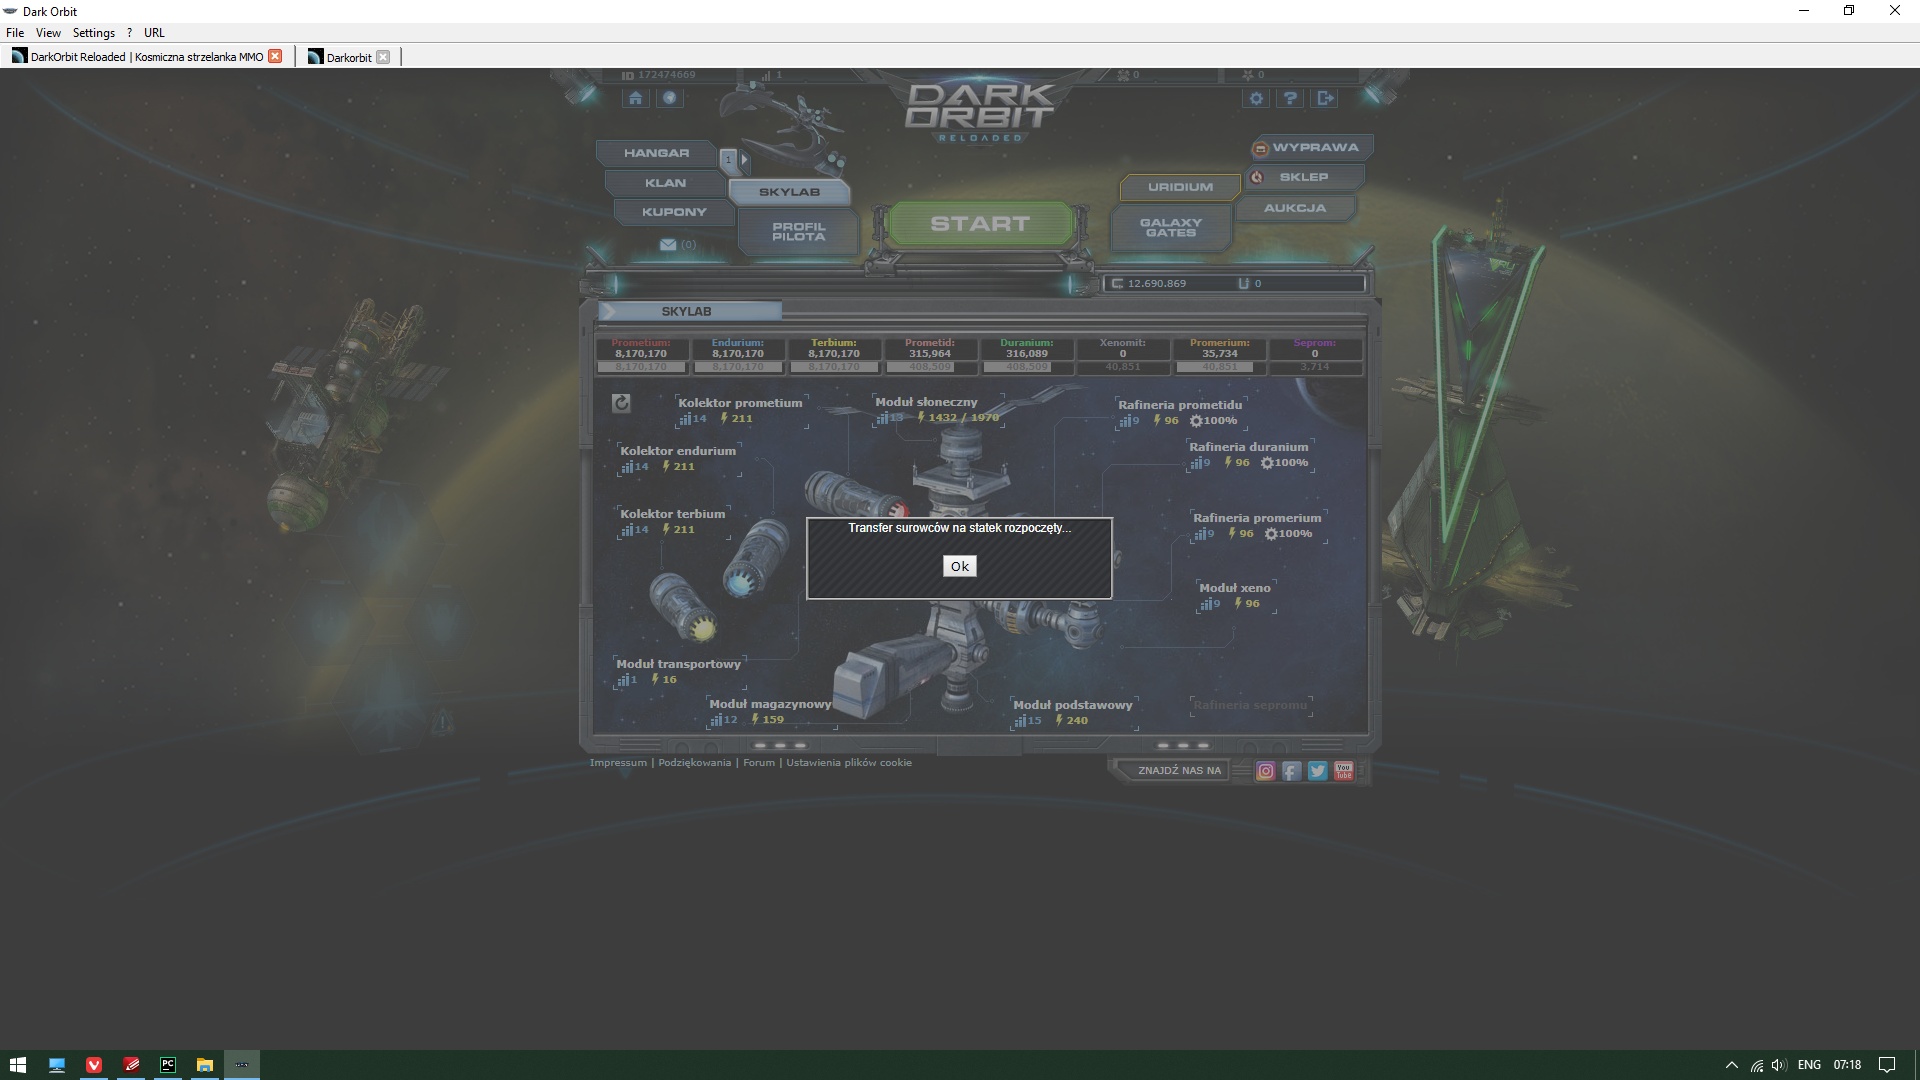 Dark Orbit
File View Settings ? URL
DarkOrbit Reloaded | Kosmiczna strzelanka MMO
Darkorbit
ID 172474669
1
0
0
DARK ORBIT
RELOADED
HANGAR
1
KLAN
SKYLAB
KUPONY
PROFIL PILOTA
(0)
START
URIDIUM
GALAXY GATES
WYPRAWA
SKLEP
AUKCJA
C 12.690.869
U 0
SKYLAB
Prometium: Endurium: Terbium: Prometid: Duranium: Xenomit: Promerium: Seprom:
8,170,170 8,170,170 8,170,170 315,964 316,089 0 35,734 0
8,170,170 8,170,170 8,170,170 408,509 408,509 40,851 40,851 3,714
Kolektor prometium
14 211
Moduł słoneczny
13 1432 / 1970
Rafineria prometidu
9 96 100%
Kolektor endurium
14 211
Rafineria duranium
9 96 100%
Kolektor terbium
14 211
Rafineria promerium
9 96 100%
Transfer surowców na statek rozpoczęty...
Ok
Moduł xeno
9 96
Moduł transportowy
1 16
Moduł magazynowy
12 159
Moduł podstawowy
15 240
Rafineria sepromu
Impressum | Podziękowania | Forum | Ustawienia plików cookie
ZNAJDŹ NAS NA
You Tube
PC
ENG 07:18